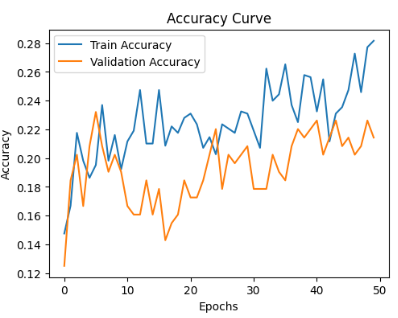 Accuracy Curve
Train Accuracy
Validation Accuracy
0.28
0.26
0.24
0.22
0.20
0.18
0.16
0.14
0.12
Accuracy
0 10 20 30 40 50
Epochs